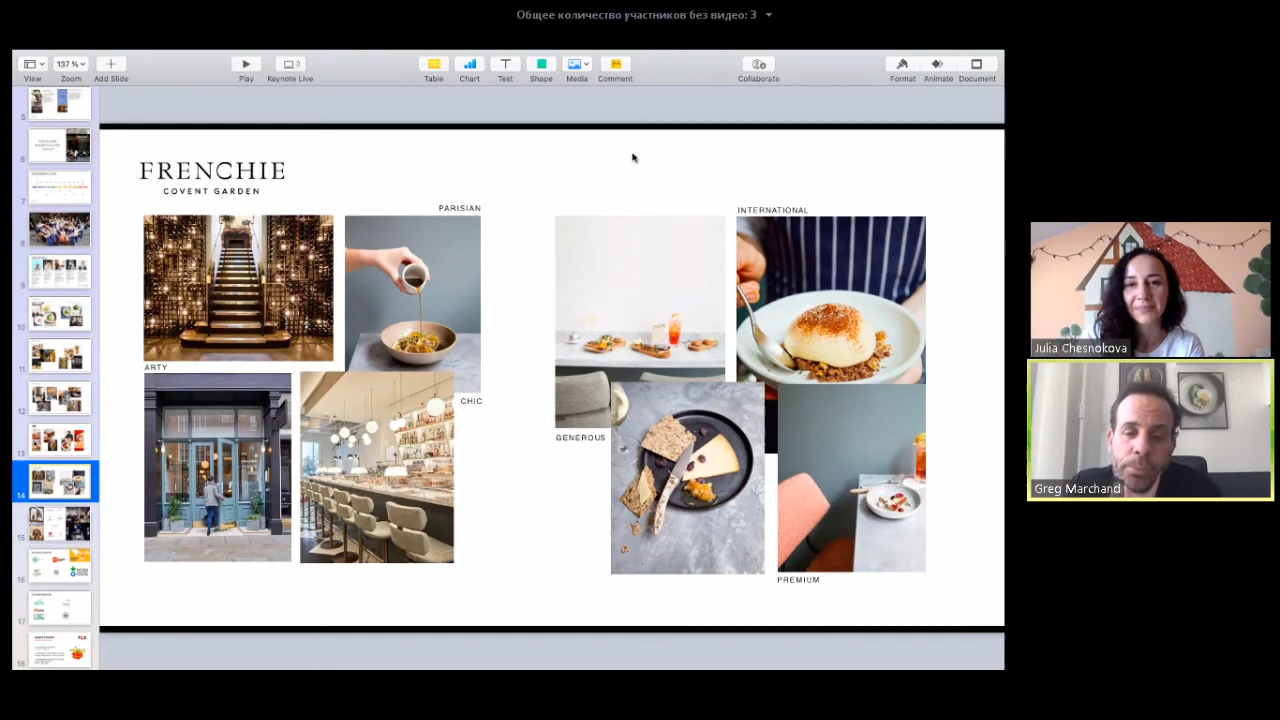 Общее количество участников без видео: 3
137 %
View
Zoom
Add Slide
Play
Keynote Live
Table
Chart
Text
Shape
Media
Comment
Collaborate
Format
Animate
Document
5
6
7
8
9
10
11
12
13
14
15
16
17
18
FRENCHIE
COVENT GARDEN
PARISIAN
ARTY
CHIC
INTERNATIONAL
GENEROUS
PREMIUM
Julia Chesnokova
Greg Marchand